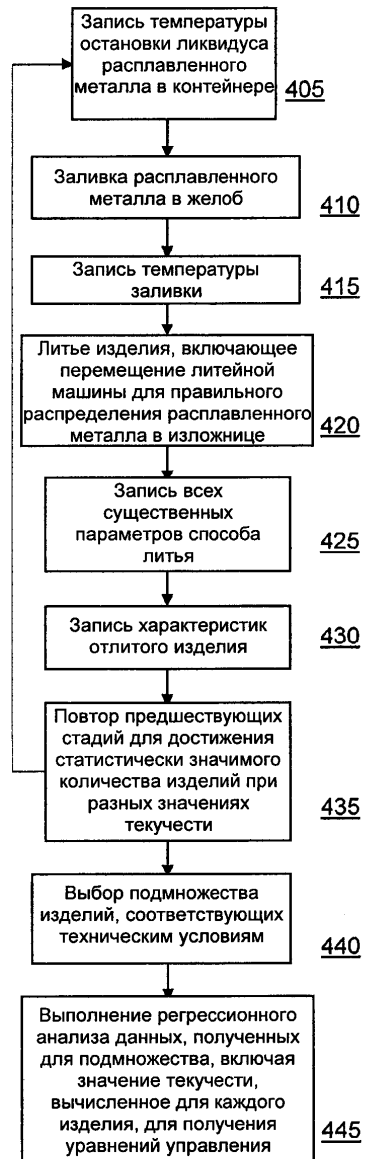 Запись температуры
остановки ликвидуса
расплавленного
металла в контейнере
405
Заливка расплавленного
металла в желоб
410
Запись температуры
заливки
415
Литье изделия, включающее
перемещение литейной
машины для правильного
распределения расплавленного
металла в изложнице
420
Запись всех
существенных
параметров способа
литья
425
Запись характеристик
отлитого изделия
430
Повтор предшествующих
стадий для достижения
статистически значимого
количества изделий при
разных значениях
текучести
435
Выбор подмножества
изделий, соответствующих
техническим условиям
440
Выполнение регрессионного
анализа данных, полученных
для подмножества, включая
значение текучести,
вычисленное для каждого
изделия, для получения
уравнений управления
445